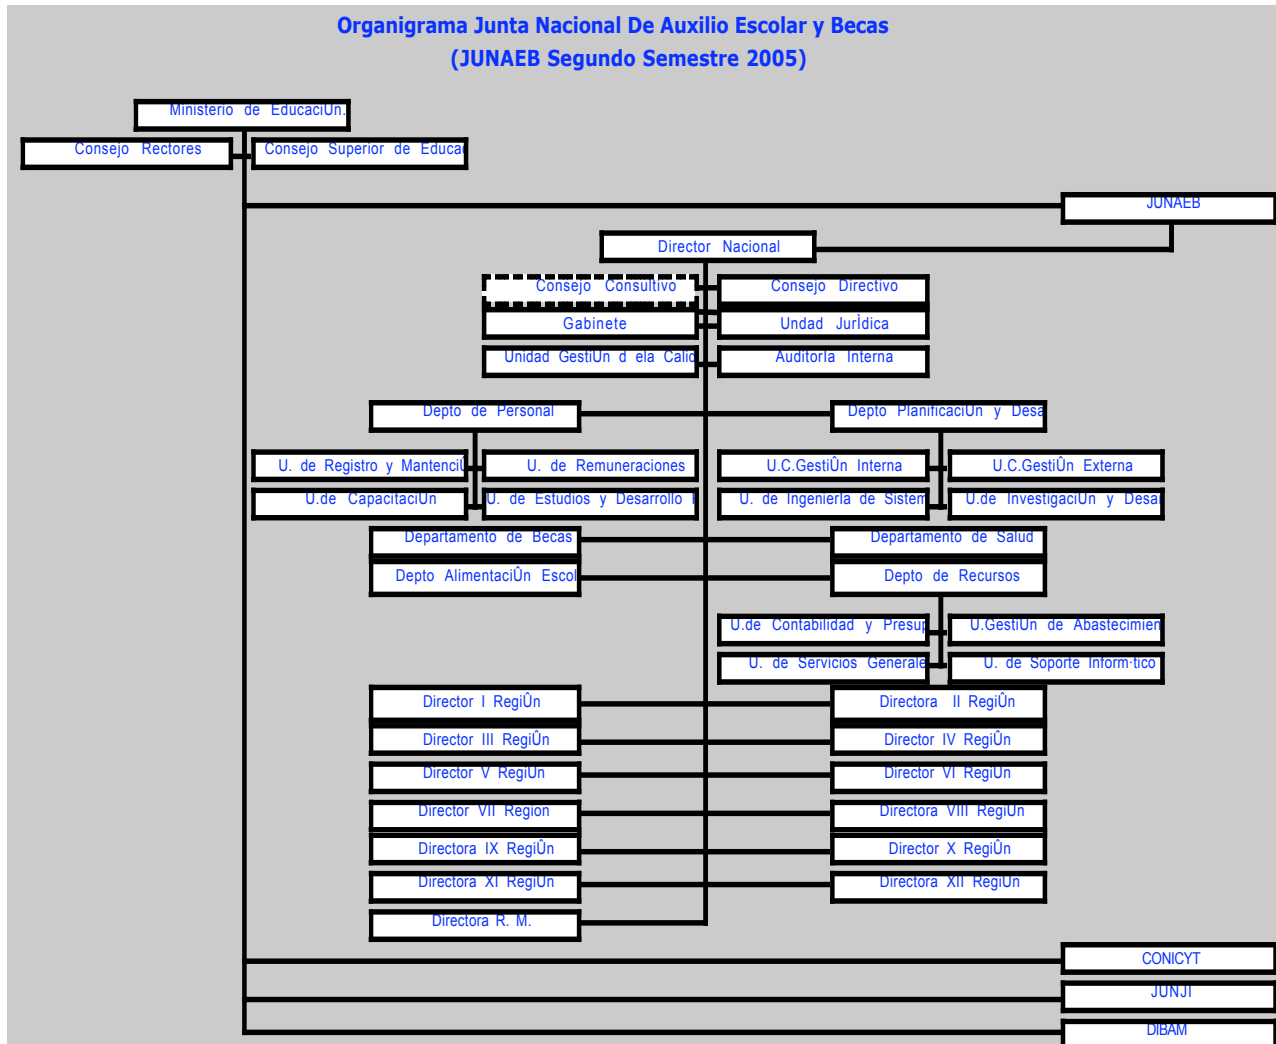 Organigrama Junta Nacional De Auxilio Escolar y Becas
(JUNAEB Segundo Semestre 2005)
Ministerio de EducaciÛn.
Consejo Rectores
Consejo Superior de Educa
JUNAEB
Director Nacional
Consejo Consultivo
Consejo Directivo
Gabinete
Undad JurÌdica
Unidad GestiÛn d ela Calid
AuditorÌa Interna
Depto de Personal
Depto PlanificaciÛn y Desa
U. de Registro y MantenciÛ
U. de Remuneraciones
U.C.GestiÛn Interna
U.C.GestiÛn Externa
U.de CapacitaciÛn
U. de Estudios y Desarrollo
U. de IngenierÌa de Sistem
U.de InvestigaciÛn y Desar
Departamento de Becas
Departamento de Salud
Depto AlimentaciÛn Escol
Depto de Recursos
U.de Contabilidad y Presup
U.GestiÛn de Abastecimien
U. de Servicios Generale
U. de Soporte Inform·tico
Director I RegiÛn
Directora II RegiÛn
Director III RegiÛn
Director IV RegiÛn
Director V RegiÛn
Director VI RegiÛn
Director VII Region
Directora VIII RegiÛn
Directora IX RegiÛn
Director X RegiÛn
Directora XI RegiÛn
Directora XII RegiÛn
Directora R. M.
CONICYT
JUNJI
DIBAM